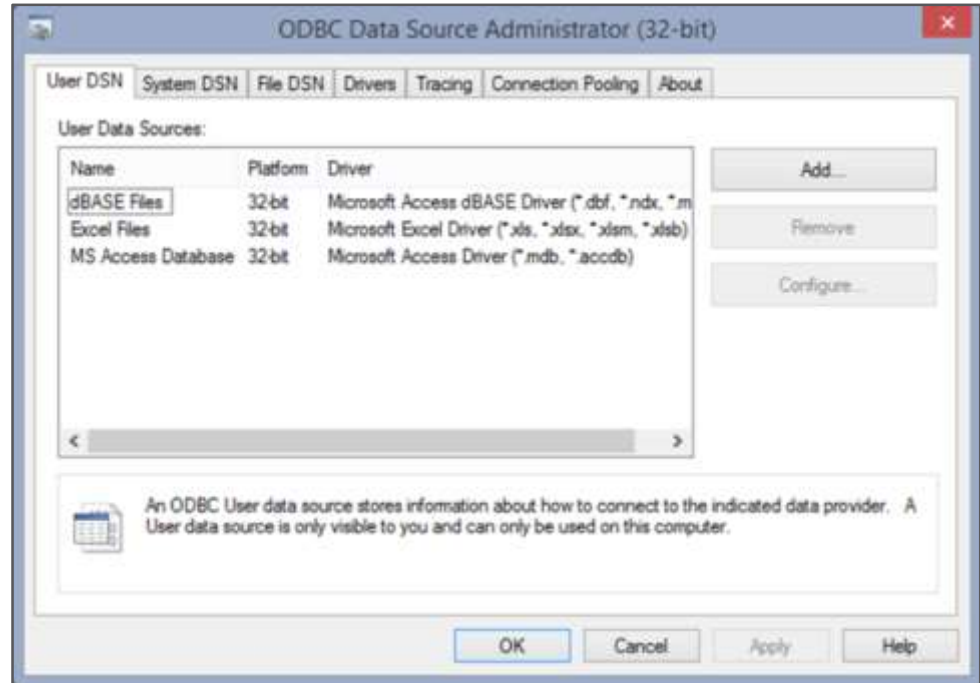 ODBC Data Source Administrator (32-bit)
User DSN System DSN File DSN Drivers Tracing Connection Pooling About
User Data Sources:
Name Platform Driver
dBASE Files 32-bit Microsoft Access dBASE Driver (*.dbf, *.ndx, *.m
Excel Files 32-bit Microsoft Excel Driver (*.xls, *.xlsx, *.xlsm, *.xlsb)
MS Access Database 32-bit Microsoft Access Driver (*.mdb, *.accdb)
Add...
Remove
Configure...
An ODBC User data source stores information about how to connect to the indicated data provider. A
User data source is only visible to you and can only be used on this computer.
OK Cancel Apply Help